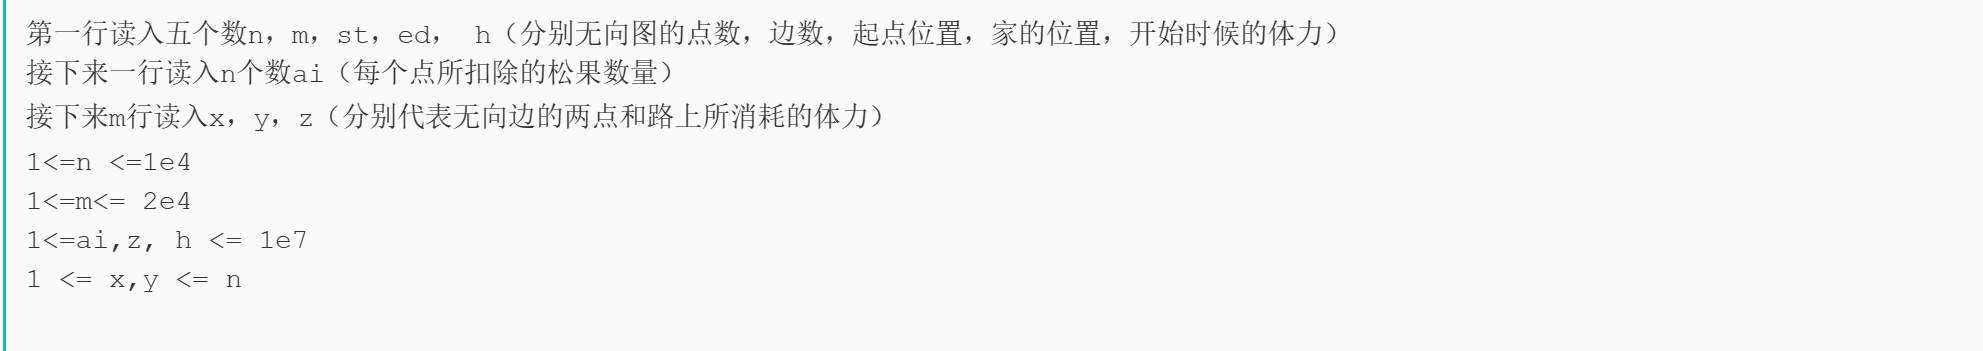 第一行读入五个数n，m，st，ed， h（分别无向图的点数，边数，起点位置，家的位置，开始时候的体力）
接下来一行读入n个数ai（每个点所扣除的松果数量）
接下来m行读入x，y，z（分别代表无向边的两点和路上所消耗的体力）
1<=n <=1e4
1<=m<= 2e4
1<=ai,z, h <= 1e7
1 <= x,y <= n